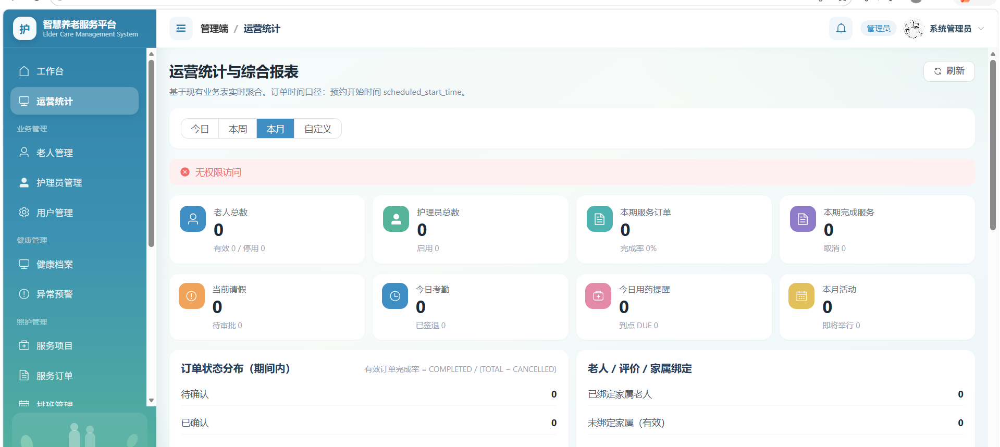 护
智慧养老服务平台
Elder Care Management System
工作台
运营统计
业务管理
老人管理
护理员管理
用户管理
健康管理
健康档案
异常预警
照护管理
服务项目
服务订单
排班管理
管理端 / 运营统计
管理员
系统管理员
运营统计与综合报表
刷新
基于现有业务表实时聚合。订单时间口径：预约开始时间 scheduled_start_time。
今日 本周 本月 自定义
无权限访问
老人总数
0
有效 0 / 停用 0
护理员总数
0
启用 0
本期服务订单
0
完成率 0%
本期完成服务
0
取消 0
当前请假
0
待审批 0
今日考勤
0
已签退 0
今日用药提醒
0
到点 DUE 0
本月活动
0
即将举行 0
订单状态分布（期间内）
有效订单完成率 = COMPLETED / (TOTAL − CANCELLED)
待确认 0
已确认 0
老人 / 评价 / 家属绑定
已绑定家属老人 0
未绑定家属（有效） 0